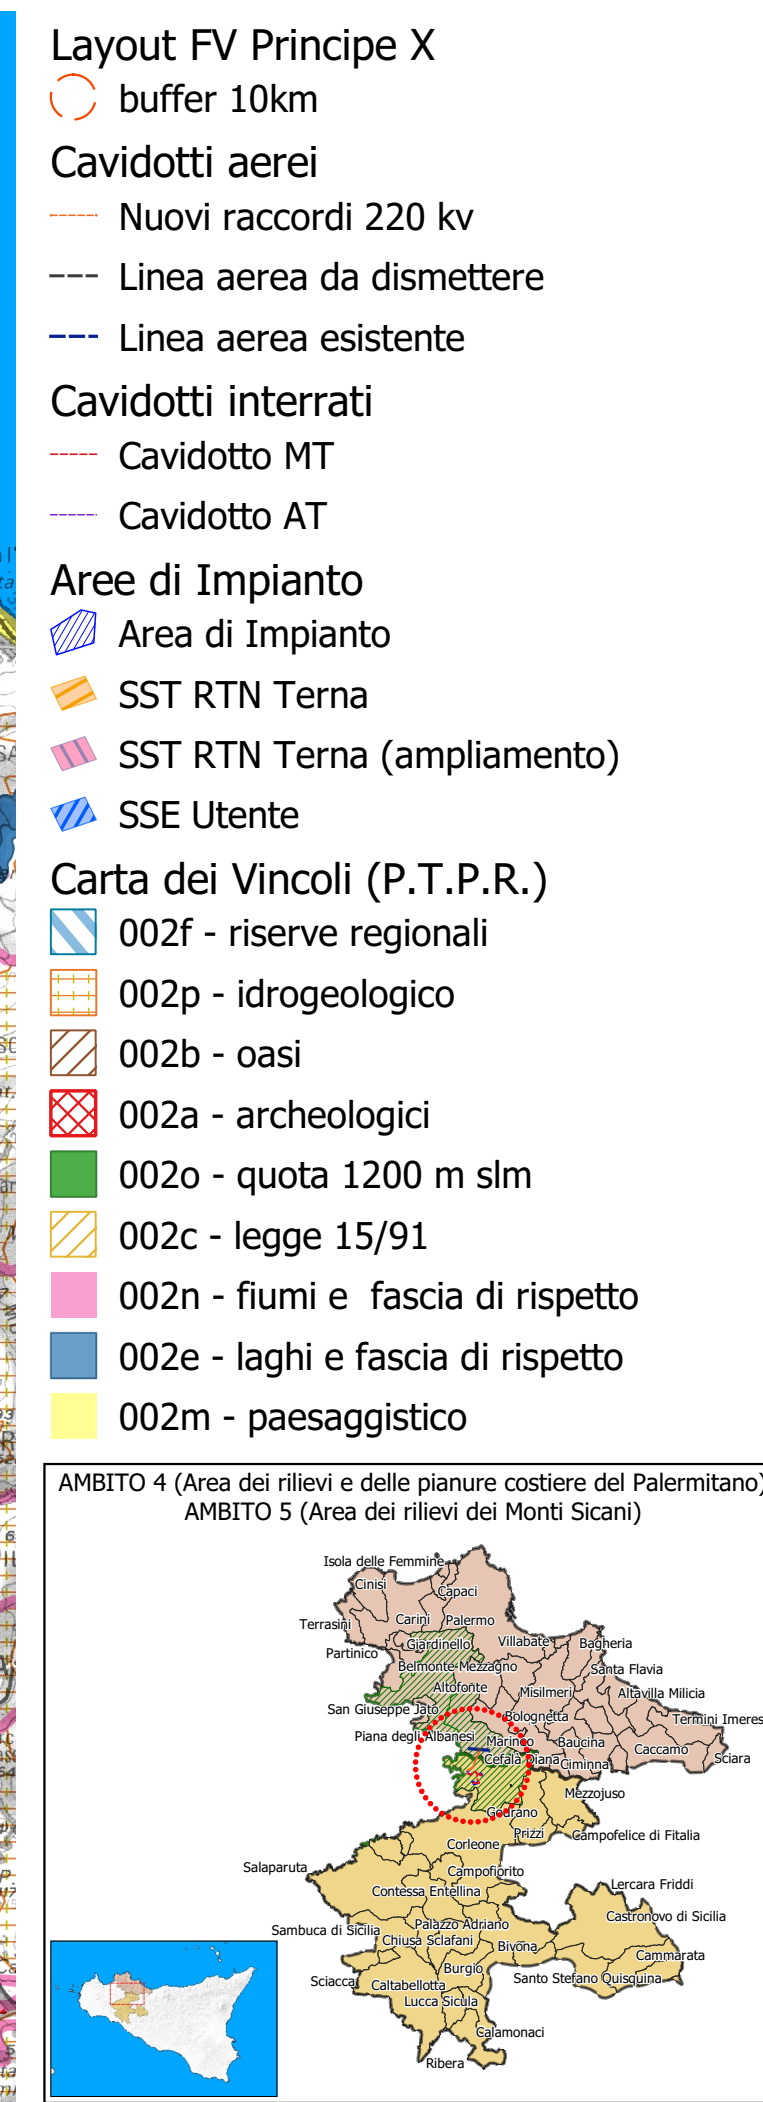 Layout FV Principe X
buffer 10km
Cavidotti aerei
Nuovi raccordi 220 kv
Linea aerea da dismettere
Linea aerea esistente
Cavidotti interrati
Cavidotto MT
Cavidotto AT
Aree di Impianto
Area di Impianto
SST RTN Terna
SST RTN Terna (ampliamento)
SSE Utente
Carta dei Vincoli (P.T.P.R.)
002f - riserve regionali
002p - idrogeologico
002b - oasi
002a - archeologici
002o - quota 1200 m slm
002c - legge 15/91
002n - fiumi e  fascia di rispetto
002e - laghi e fascia di rispetto
002m - paesaggistico
AMBITO 4 (Area dei rilievi e delle pianure costiere del Palermitano)
AMBITO 5 (Area dei rilievi dei Monti Sicani)
Isola delle Femmine
Cinisi
Capaci
Terrasini
Carini
Palermo
Partinico
Giardinello
Villabate
Bagheria
Belmonte Mezzagno
Santa Flavia
Altofonte
Misilmeri
Altavilla Milicia
San Giuseppe Jato
Bolognetta
Termini Imeres
Piana degli Albanesi
Marineo
Baucina
Caccamo
Sciara
Cefalà Diana
Ciminna
Mezzojuso
Godrano
Prizzi
Campofelice di Fitalia
Corleone
Salaparuta
Campofiorito
Contessa Entellina
Lercara Friddi
Castronovo di Sicilia
Sambuca di Sicilia
Palazzo Adriano
Chiusa Sclafani
Bivona
Cammarata
Burgio
Sciacca
Caltabellotta
Santo Stefano Quisquina
Lucca Sicula
Calamonaci
Ribera